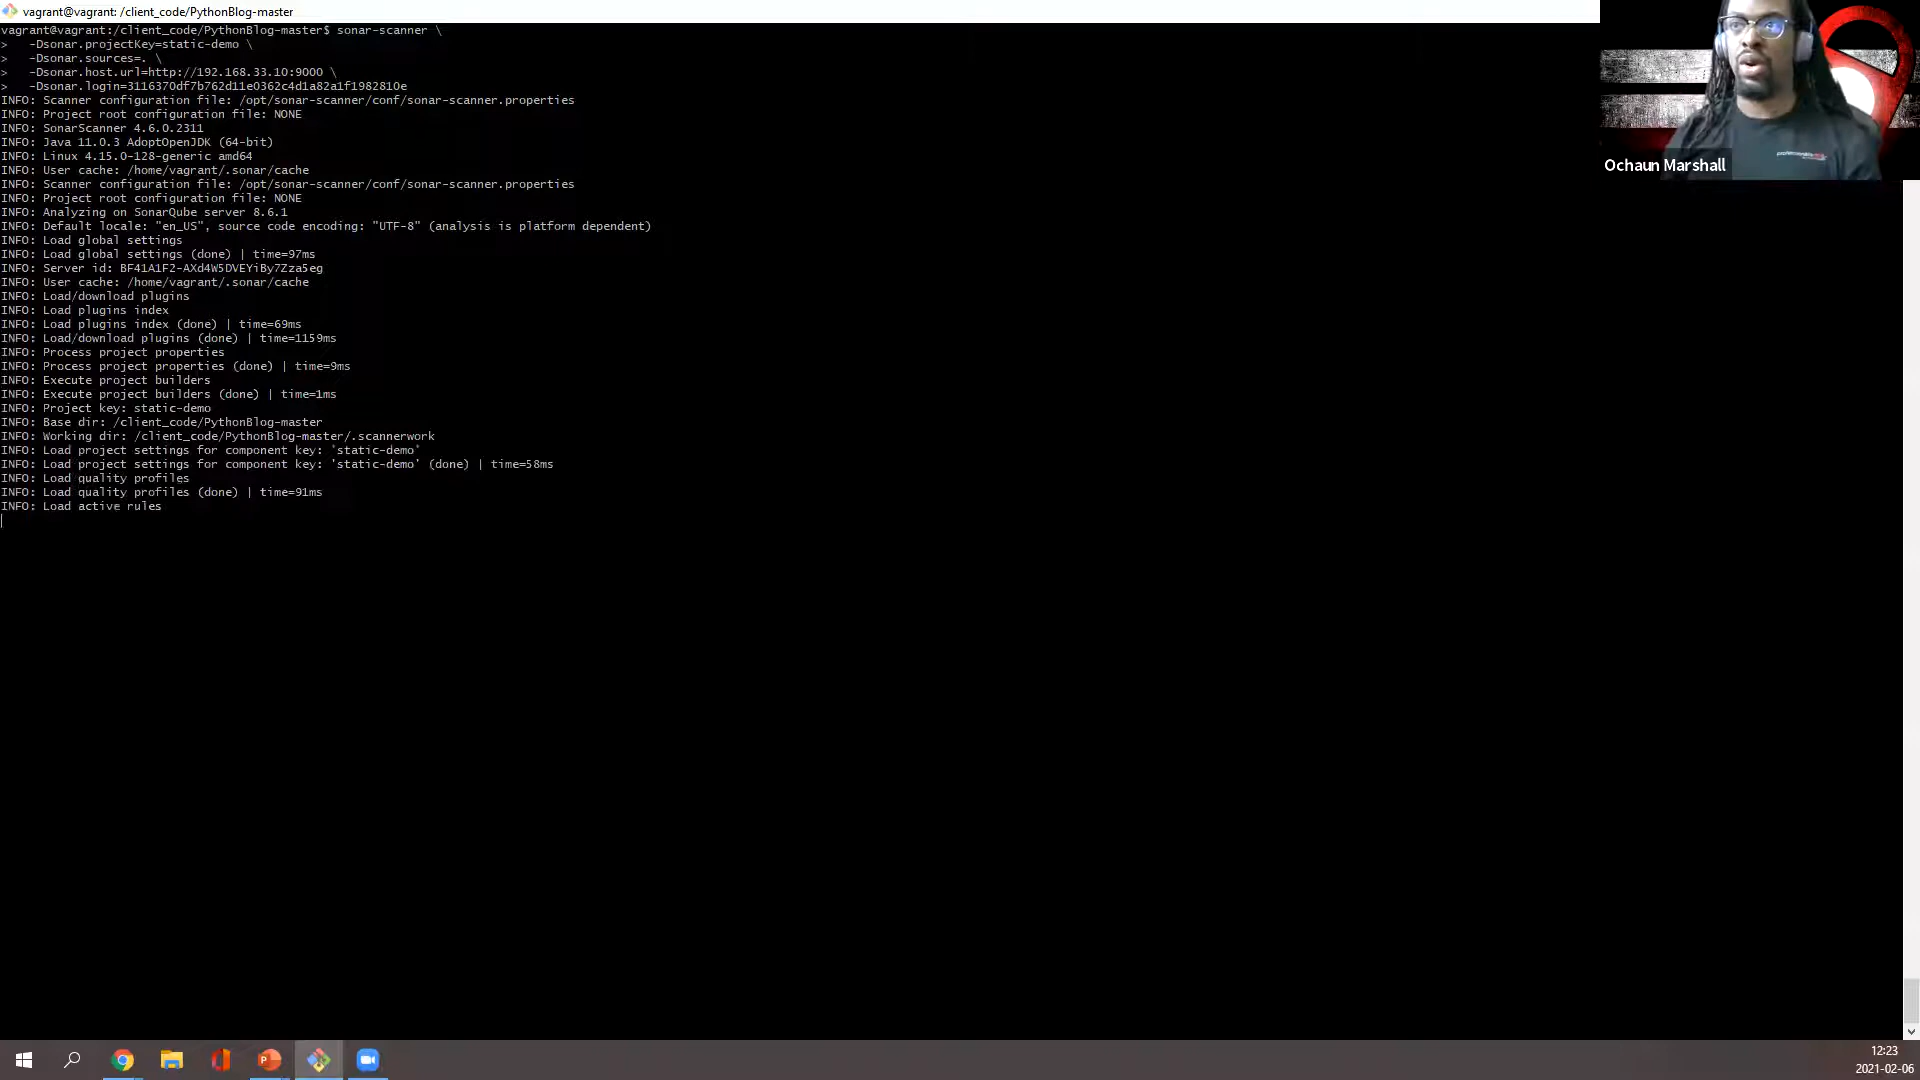 vagrant@vagrant: /client_code/PythonBlog-master
vagrant@vagrant:/client_code/PythonBlog-master$ sonar-scanner \
>   -Dsonar.projectKey=static-demo \
>   -Dsonar.sources=. \
>   -Dsonar.host.url=http://192.168.33.10:9000 \
>   -Dsonar.login=3116370df7b762d11e0362c4d1a82a1f1982810e
INFO: Scanner configuration file: /opt/sonar-scanner/conf/sonar-scanner.properties
INFO: Project root configuration file: NONE
INFO: SonarScanner 4.6.0.2311
INFO: Java 11.0.3 AdoptOpenJDK (64-bit)
INFO: Linux 4.15.0-128-generic amd64
INFO: User cache: /home/vagrant/.sonar/cache
INFO: Scanner configuration file: /opt/sonar-scanner/conf/sonar-scanner.properties
INFO: Project root configuration file: NONE
INFO: Analyzing on SonarQube server 8.6.1
INFO: Default locale: "en_US", source code encoding: "UTF-8" (analysis is platform dependent)
INFO: Load global settings
INFO: Load global settings (done) | time=97ms
INFO: Server id: BF41A1F2-AXd4W5DVEYiBy7Zza5eg
INFO: User cache: /home/vagrant/.sonar/cache
INFO: Load/download plugins
INFO: Load plugins index
INFO: Load plugins index (done) | time=69ms
INFO: Load/download plugins (done) | time=1159ms
INFO: Process project properties
INFO: Process project properties (done) | time=9ms
INFO: Execute project builders
INFO: Execute project builders (done) | time=1ms
INFO: Project key: static-demo
INFO: Base dir: /client_code/PythonBlog-master
INFO: Working dir: /client_code/PythonBlog-master/.scannerwork
INFO: Load project settings for component key: 'static-demo'
INFO: Load project settings for component key: 'static-demo' (done) | time=58ms
INFO: Load quality profiles
INFO: Load quality profiles (done) | time=91ms
INFO: Load active rules
Ochaun Marshall
12:23
2021-02-06